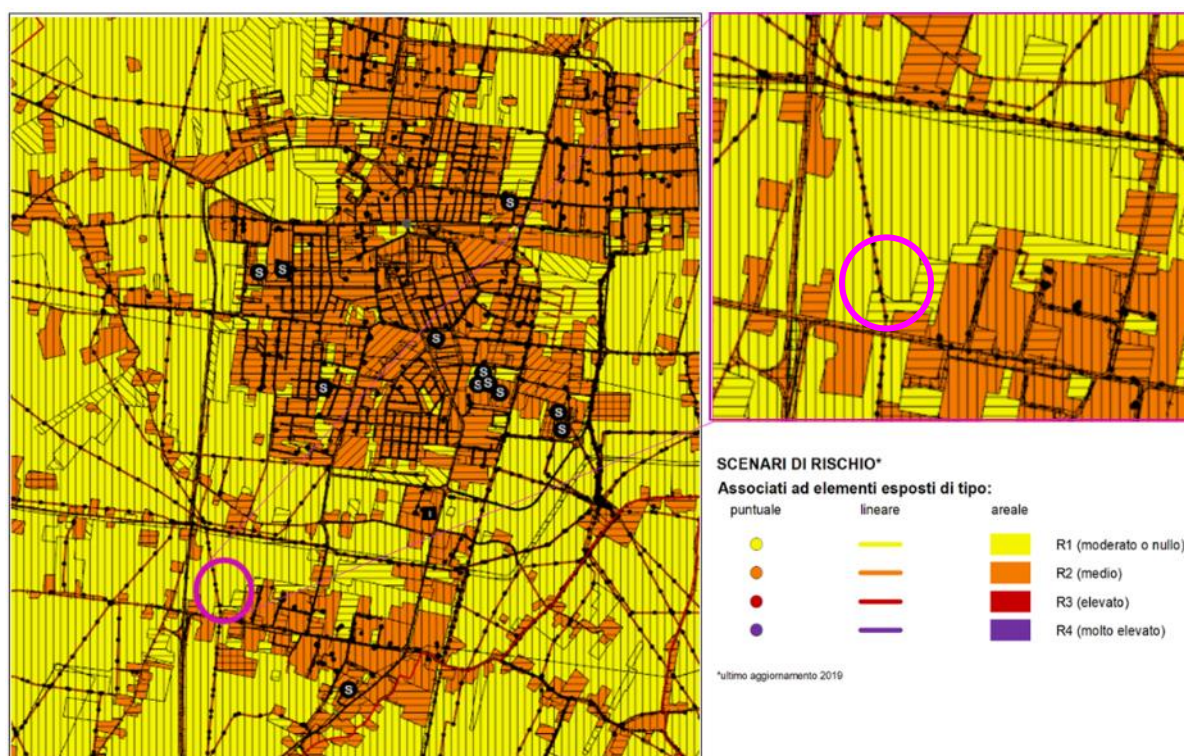 S
S
S
S
S
S
S
S
S
S
S
I
S
SCENARI DI RISCHIO*
Associati ad elementi esposti di tipo:
puntuale lineare areale
R1 (moderato o nullo)
R2 (medio)
R3 (elevato)
R4 (molto elevato)
*ultimo aggiornamento 2019